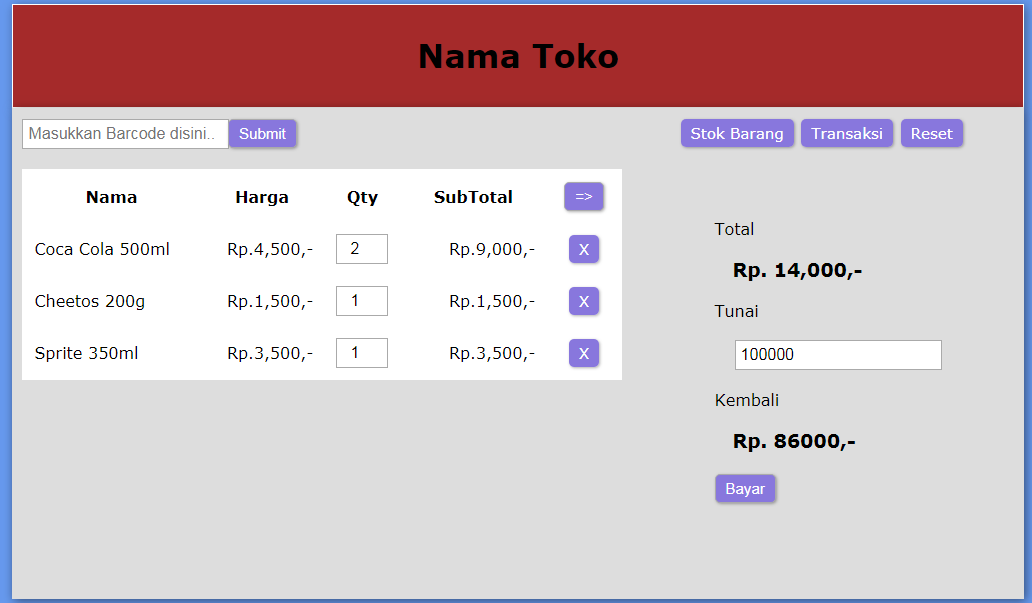 Nama Toko
Masukkan Barcode disini.. Submit Stok Barang Transaksi Reset
Nama Harga Qty SubTotal =>
Coca Cola 500ml Rp.4,500,- 2 Rp.9,000,- X
Cheetos 200g Rp.1,500,- 1 Rp.1,500,- X
Sprite 350ml Rp.3,500,- 1 Rp.3,500,- X
Total
Rp. 14,000,-
Tunai
100000
Kembali
Rp. 86000,-
Bayar